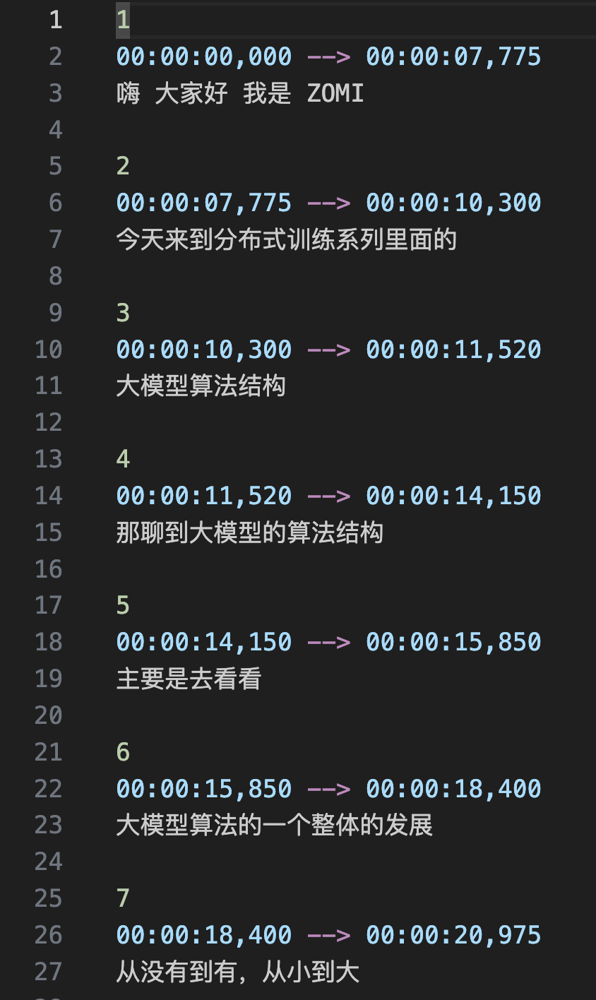 1 1
2 00:00:00,000 --> 00:00:07,775
3 嗨 大家好 我是 ZOMI
4
5 2
6 00:00:07,775 --> 00:00:10,300
7 今天来到分布式训练系列里面的
8
9 3
10 00:00:10,300 --> 00:00:11,520
11 大模型算法结构
12
13 4
14 00:00:11,520 --> 00:00:14,150
15 那聊到大模型的算法结构
16
17 5
18 00:00:14,150 --> 00:00:15,850
19 主要是去看看
20
21 6
22 00:00:15,850 --> 00:00:18,400
23 大模型算法的一个整体的发展
24
25 7
26 00:00:18,400 --> 00:00:20,975
27 从没有到有，从小到大